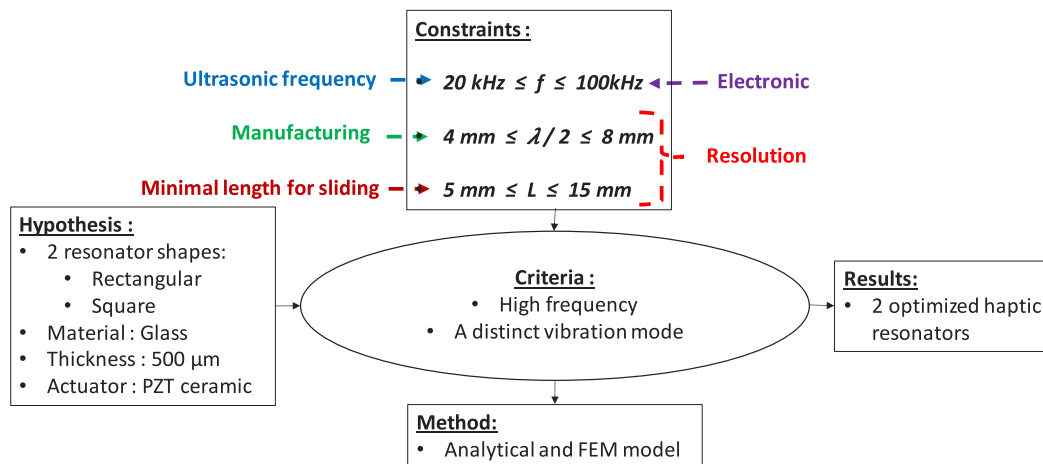 Constraints :
Ultrasonic frequency
• 20 kHz ≤ f ≤ 100kHz
Electronic
Manufacturing
• 4 mm ≤ λ/2 ≤ 8 mm
Resolution
Minimal length for sliding
• 5 mm ≤ L ≤ 15 mm
Hypothesis :
• 2 resonator shapes:
• Rectangular
• Square
• Material : Glass
• Thickness : 500 μm
• Actuator : PZT ceramic
Criteria :
• High frequency
• A distinct vibration mode
Results:
• 2 optimized haptic
resonators
Method:
• Analytical and FEM model